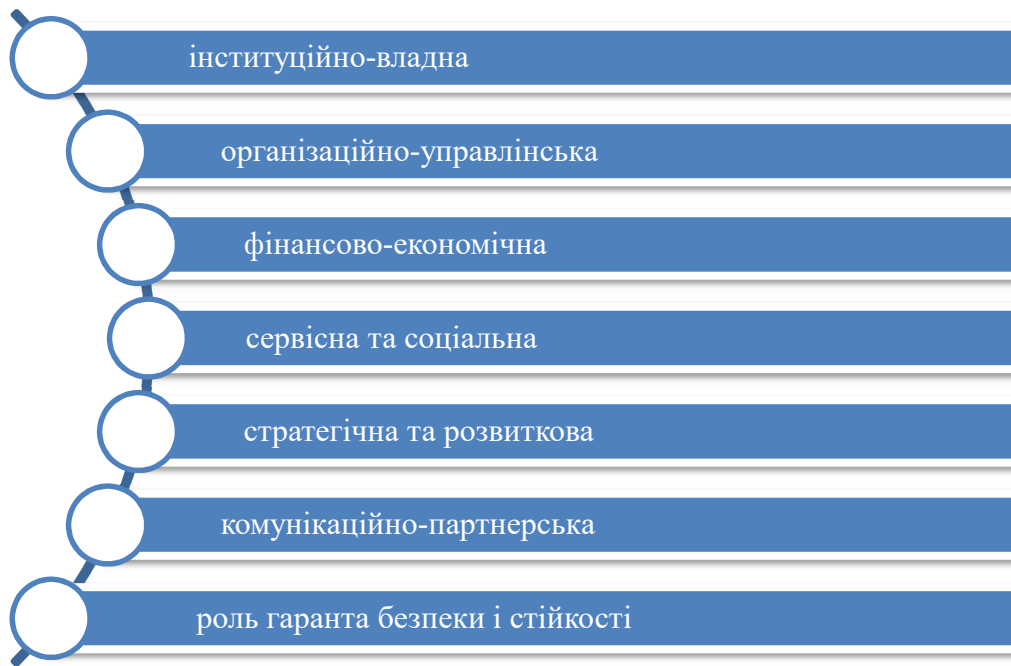 інституційно-владна
організаційно-управлінська
фінансово-економічна
сервісна та соціальна
стратегічна та розвиткова
комунікаційно-партнерська
роль гаранта безпеки і стійкості